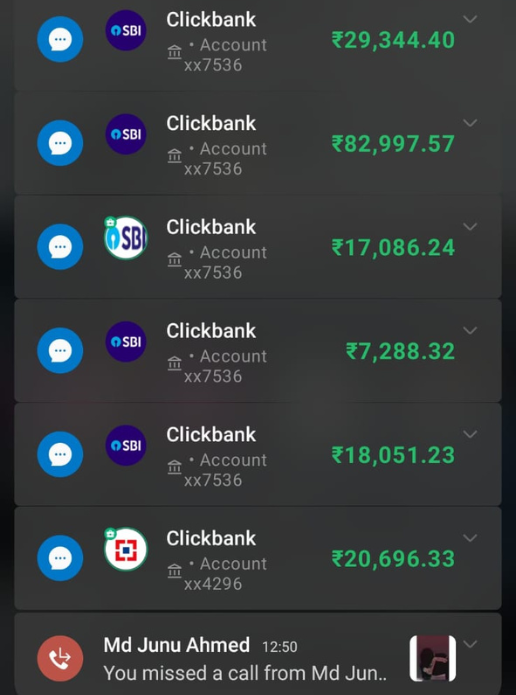 SBI
Clickbank
₹29,344.40
• Account
xx7536
SBI
Clickbank
₹82,997.57
• Account
xx7536
SBI
Clickbank
₹17,086.24
• Account
xx7536
SBI
Clickbank
₹7,288.32
• Account
xx7536
SBI
Clickbank
₹18,051.23
• Account
xx7536
Clickbank
₹20,696.33
• Account
xx4296
Md Junu Ahmed 12:50
You missed a call from Md Jun..